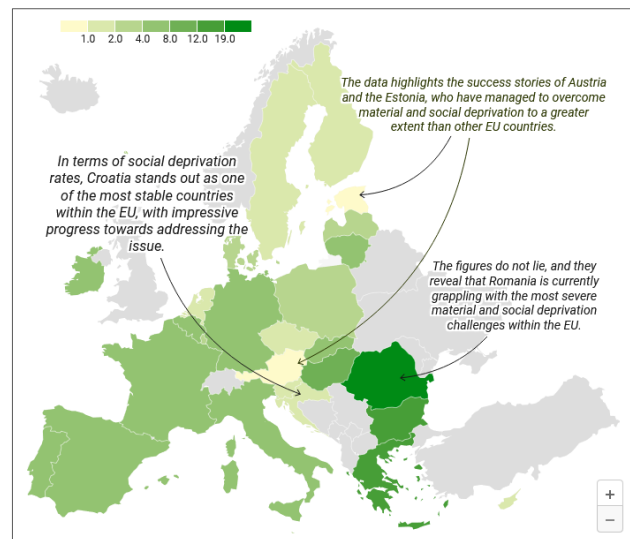 1.0 2.0 4.0 8.0 12.0 19.0
The data highlights the success stories of Austria
and the Estonia, who have managed to overcome
material and social deprivation to a greater
extent than other EU countries.
In terms of social deprivation
rates, Croatia stands out as one
of the most stable countries
within the EU, with impressive
progress towards addressing the
issue.
The figures do not lie, and they
reveal that Romania is currently
grappling with the most severe
material and social deprivation
challenges within the EU.
+
−